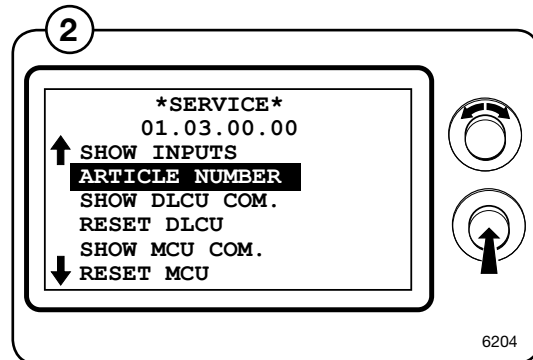 2
*SERVICE*
01.03.00.00
SHOW INPUTS
ARTICLE NUMBER
SHOW DLCU COM.
RESET DLCU
SHOW MCU COM.
RESET MCU
6204